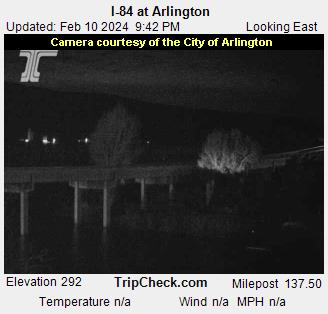 I-84 at Arlington
Updated: Feb 10 2024 9:42 PM Looking East
Camera courtesy of the City of Arlington
Elevation 292 TripCheck.com Milepost 137.50
Temperature n/a Wind n/a MPH n/a